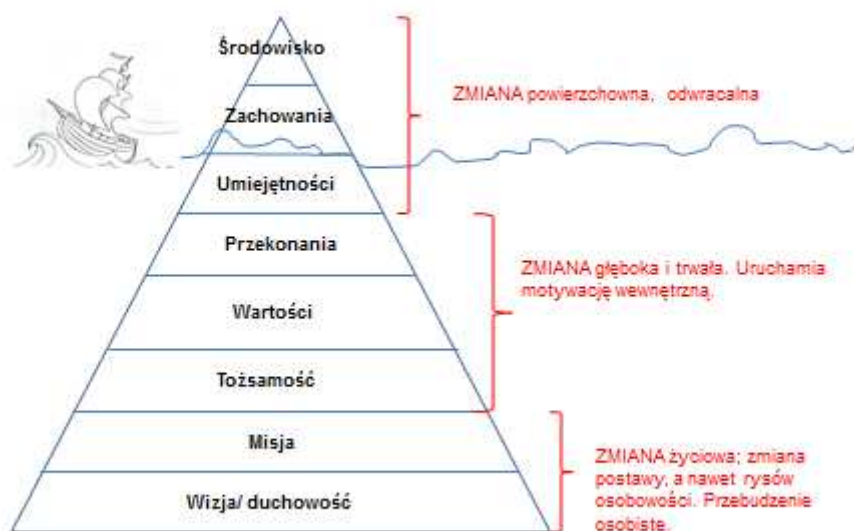 Środowisko
Zachowania
Umiejętności
Przekonania
Wartości
Tożsamość
Misja
Wizja/ duchowość
ZMIANA powierzchowna, odwracalna
ZMIANA głęboka i trwała. Uruchamia
motywację wewnętrzną.
ZMIANA życiowa; zmiana
postawy, a nawet rysów
osobowości. Przebudzenie
osobiste.